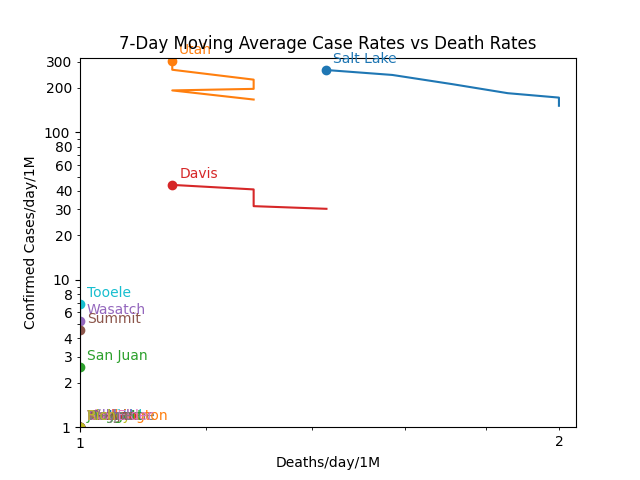 7-Day Moving Average Case Rates vs Death Rates
Utah
Salt Lake
Davis
Tooele
Wasatch
Summit
San Juan
Confirmed Cases/day/1M
300
200
100
80
60
40
30
20
10
8
6
4
3
2
1
1
2
Deaths/day/1M